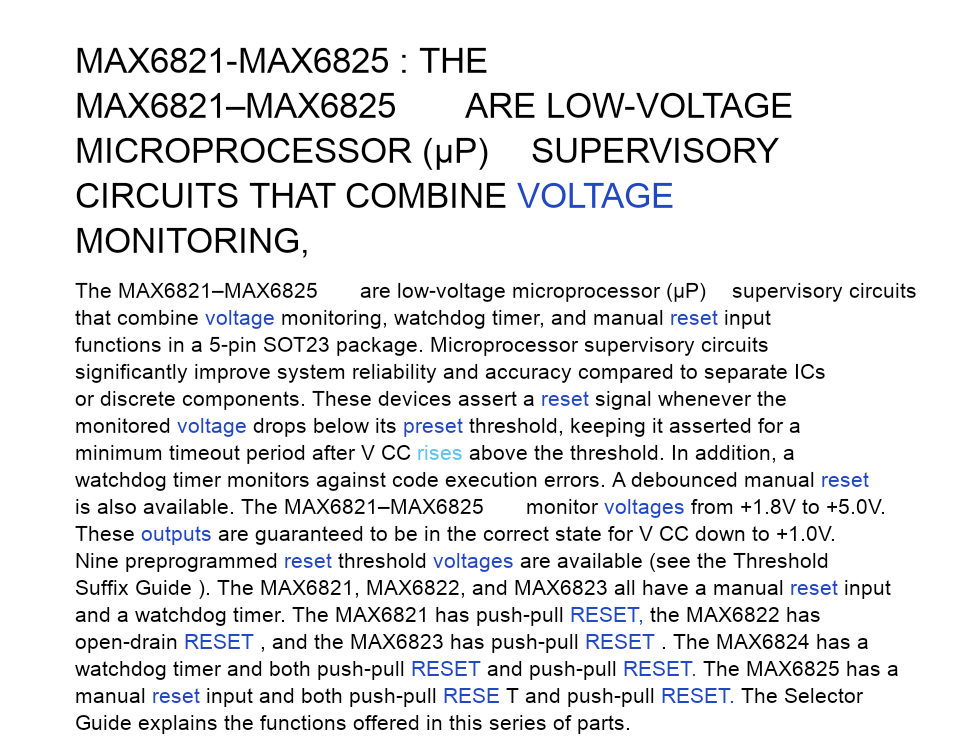 MAX6821-MAX6825 : THE
MAX6821–MAX6825 ARE LOW-VOLTAGE
MICROPROCESSOR (µP) SUPERVISORY
CIRCUITS THAT COMBINE VOLTAGE
MONITORING,
The MAX6821–MAX6825 are low-voltage microprocessor (µP) supervisory circuits
that combine voltage monitoring, watchdog timer, and manual reset input
functions in a 5-pin SOT23 package. Microprocessor supervisory circuits
significantly improve system reliability and accuracy compared to separate ICs
or discrete components. These devices assert a reset signal whenever the
monitored voltage drops below its preset threshold, keeping it asserted for a
minimum timeout period after V CC rises above the threshold. In addition, a
watchdog timer monitors against code execution errors. A debounced manual reset
is also available. The MAX6821–MAX6825 monitor voltages from +1.8V to +5.0V.
These outputs are guaranteed to be in the correct state for V CC down to +1.0V.
Nine preprogrammed reset threshold voltages are available (see the Threshold
Suffix Guide ). The MAX6821, MAX6822, and MAX6823 all have a manual reset input
and a watchdog timer. The MAX6821 has push-pull RESET, the MAX6822 has
open-drain RESET , and the MAX6823 has push-pull RESET . The MAX6824 has a
watchdog timer and both push-pull RESET and push-pull RESET. The MAX6825 has a
manual reset input and both push-pull RESE T and push-pull RESET. The Selector
Guide explains the functions offered in this series of parts.